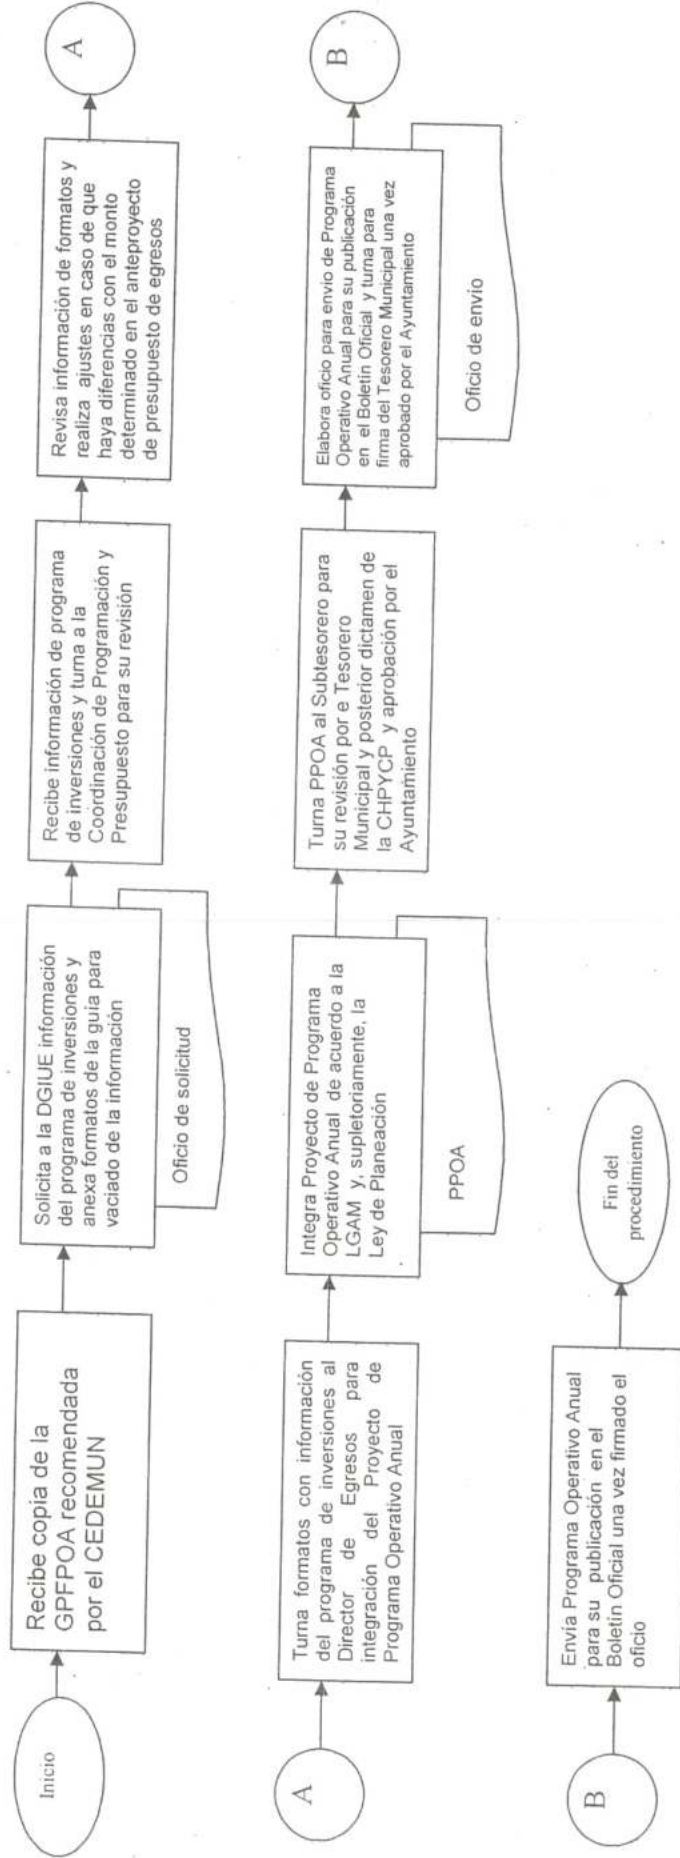 Inicio
Recibe copia de la
GPFPOA recomendada
por el CEDEMUN
Solicita a la DGIUE información
del programa de inversiones y
anexa formatos de la guía para
vaciado de la información
Oficio de solicitud
Recibe información de programa
de inversiones y turna a la
Coordinación de Programación y
Presupuesto para su revisión
Revisa información de formatos y
realiza ajustes en caso de que
haya diferencias con el monto
determinado en el anteproyecto
de presupuesto de egresos
A
A
Turna formatos con información
del programa de inversiones al
Director de Egresos para
integración del Proyecto de
Programa Operativo Anual
Integra Proyecto de Programa
Operativo Anual de acuerdo a la
LGAM y, supletoriamente, la
Ley de Planeación
PPOA
Turna PPOA al Subtesorero para
su revisión por e Tesorero
Municipal y posterior dictamen de
la CHPYCP y aprobación por el
Ayuntamiento
Elabora oficio para envio de Programa
Operativo Anual para su publicación
en el Boletín Oficial y turna para
firma del Tesorero Municipal una vez
aprobado por el Ayuntamiento
Oficio de envio
B
B
Envía Programa Operativo Anual
para su publicación en el
Boletín Oficial una vez firmado el
oficio
Fin del
procedimiento